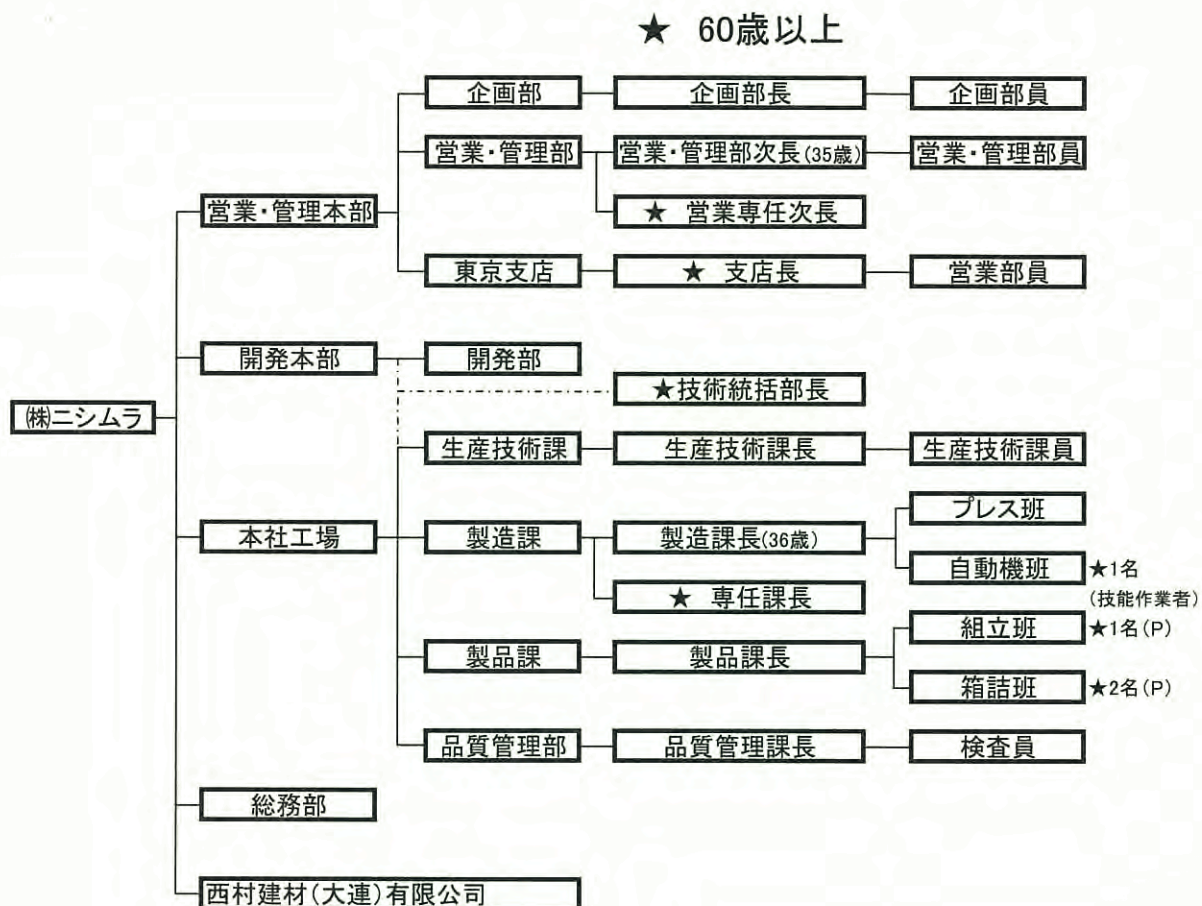 ★ 60歳以上
企画部 企画部長 企画部員
営業・管理部 営業・管理部次長(35歳) 営業・管理部員
営業・管理本部
★ 営業専任次長
東京支店 ★ 支店長 営業部員
開発本部 開発部
★技術統括部長
㈱ニシムラ
生産技術課 生産技術課長 生産技術課員
プレス班
本社工場 製造課 製造課長(36歳)
自動機班 ★1名
(技能作業者)
★ 専任課長
組立班 ★1名(P)
製品課 製品課長
箱詰班 ★2名(P)
品質管理部 品質管理課長 検査員
総務部
西村建材(大連)有限公司